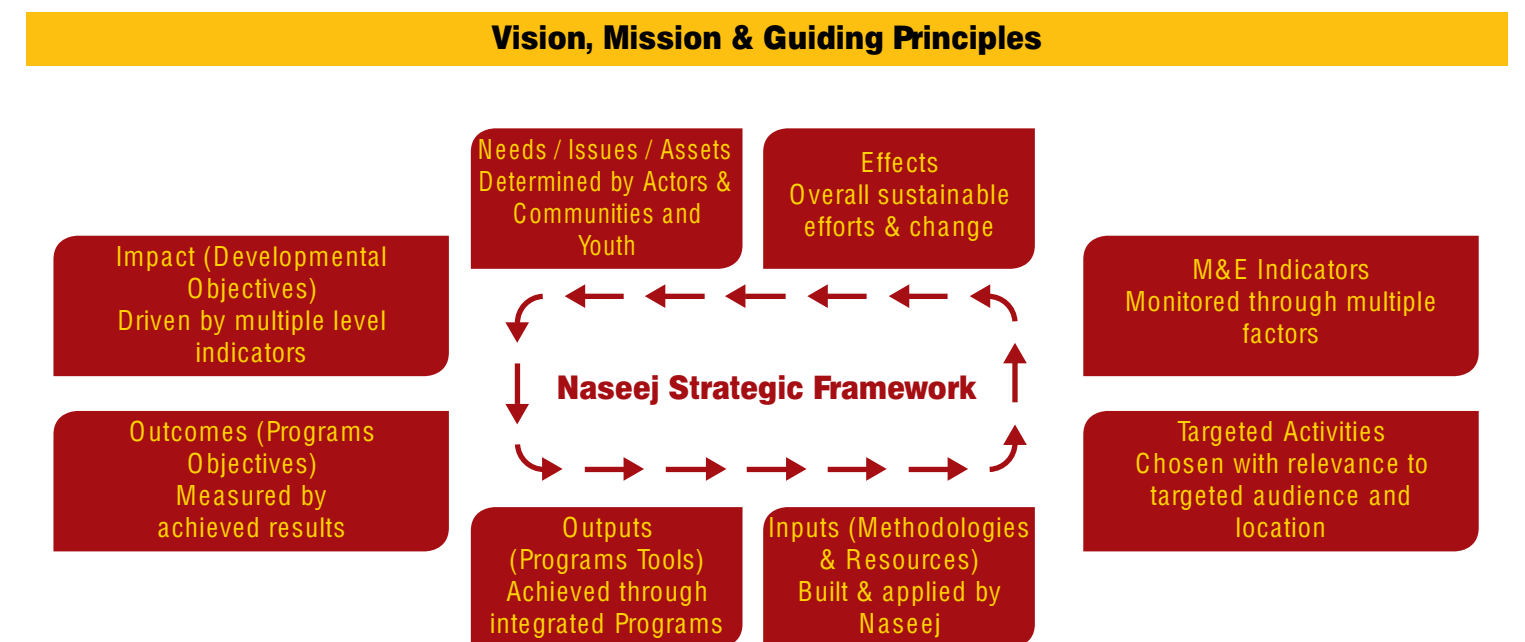 Vision, Mission & Guiding Principles
Needs / Issues / Assets
Determined by Actors &
Communities and
Youth
Effects
Overall sustainable
efforts & change
Impact (Developmental
Objectives)
Driven by multiple level
indicators
M&E Indicators
Monitored through multiple
factors
Naseej Strategic Framework
Outcomes (Programs
Objectives)
Measured by
achieved results
Targeted Activities
Chosen with relevance to
targeted audience and
location
Outputs
(Programs Tools)
Achieved through
integrated Programs
Inputs (Methodologies
& Resources)
Built & applied by
Naseej